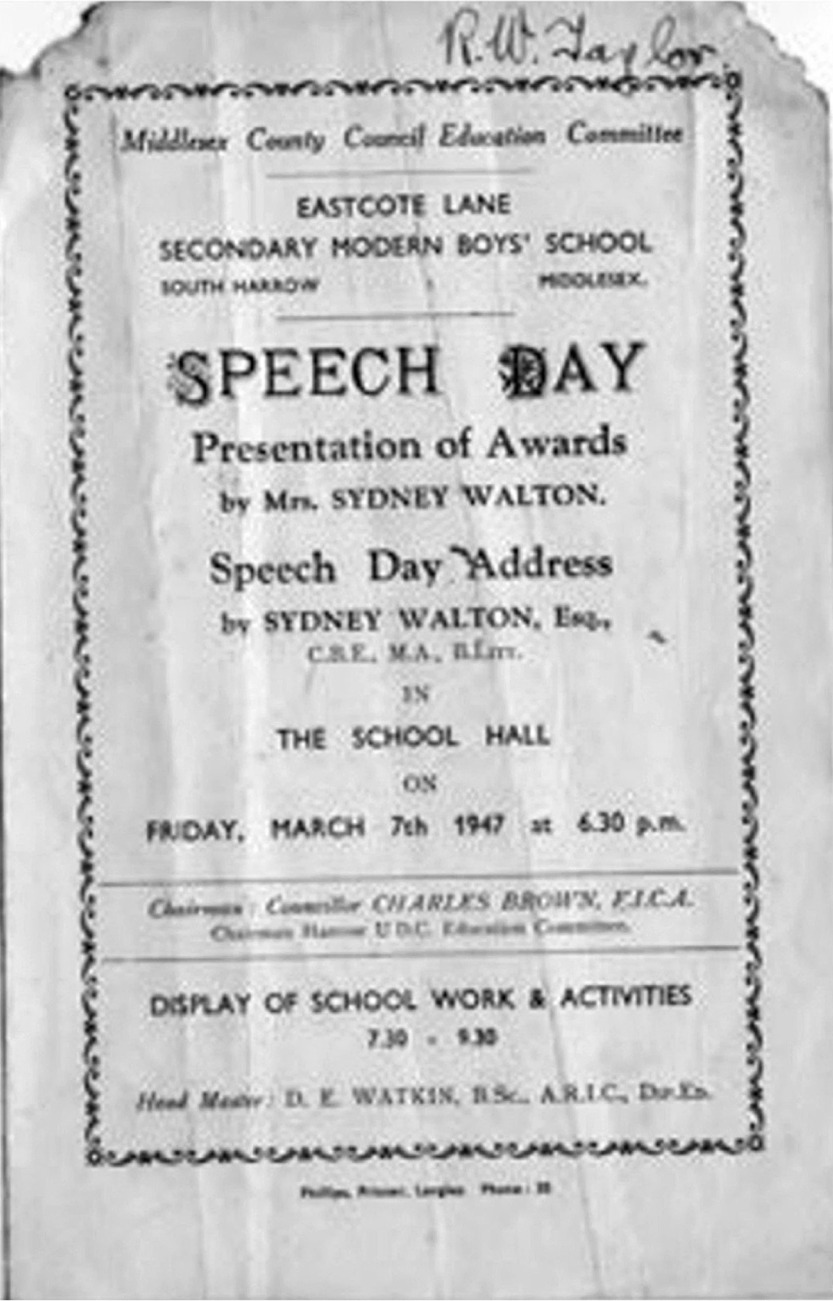 R.W. Taylor
Middlesex County Council Education Committee
EASTCOTE LANE
SECONDARY MODERN BOYS' SCHOOL
SOUTH HARROW MIDDLESEX.
SPEECH DAY
Presentation of Awards
by Mrs. SYDNEY WALTON.
Speech Day Address
by SYDNEY WALTON, Esq.,
C.B.E., M.A., B.Litt.
IN
THE SCHOOL HALL
ON
FRIDAY, MARCH 7th 1947 at 6.30 p.m.
Chairman: Councillor CHARLES BROWN, F.I.C.A.
Chairman Harrow U.D.C. Education Committee.
DISPLAY OF SCHOOL WORK & ACTIVITIES
7.30 - 9.30
Head Master: D. E. WATKIN, B.Sc., A.R.I.C., Dip.Ed.
Phillips, Printer, Phone: